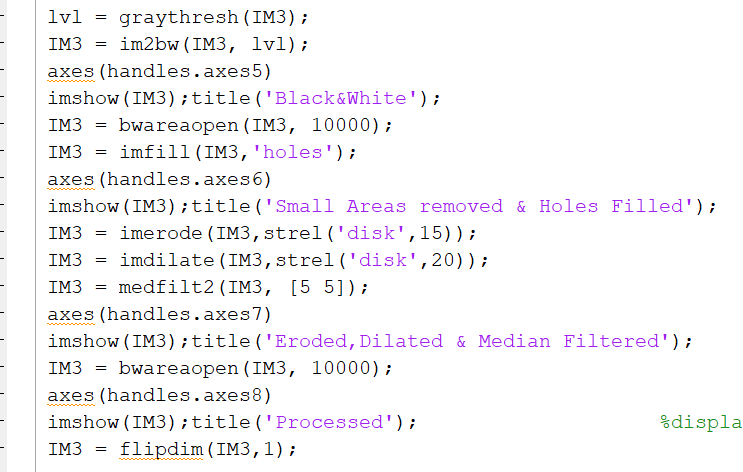 lvl = graythresh(IM3);
IM3 = im2bw(IM3, lvl);
axes(handles.axes5)
imshow(IM3);title('Black&White');
IM3 = bwareaopen(IM3, 10000);
IM3 = imfill(IM3,'holes');
axes(handles.axes6)
imshow(IM3);title('Small Areas removed & Holes Filled');
IM3 = imerode(IM3,strel('disk',15));
IM3 = imdilate(IM3,strel('disk',20));
IM3 = medfilt2(IM3, [5 5]);
axes(handles.axes7)
imshow(IM3);title('Eroded,Dilated & Median Filtered');
IM3 = bwareaopen(IM3, 10000);
axes(handles.axes8)
imshow(IM3);title('Processed'); %displa
IM3 = flipdim(IM3,1);